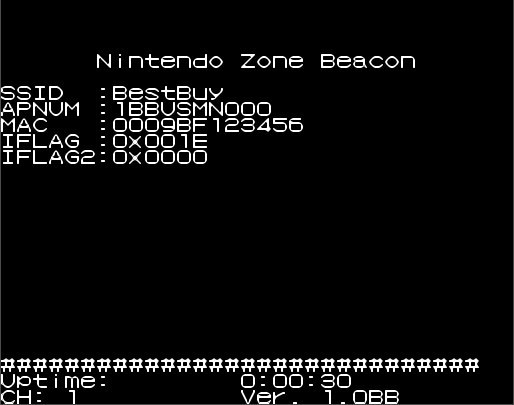 Nintendo Zone Beacon
SSID  :BestBuy
APNUM :1BBUSMN000
MAC   :0009BF123456
IFLAG :0x001E
IFLAG2:0x0000
##############################
Uptime:        0:00:30
CH: 1          Ver. 1.0BB